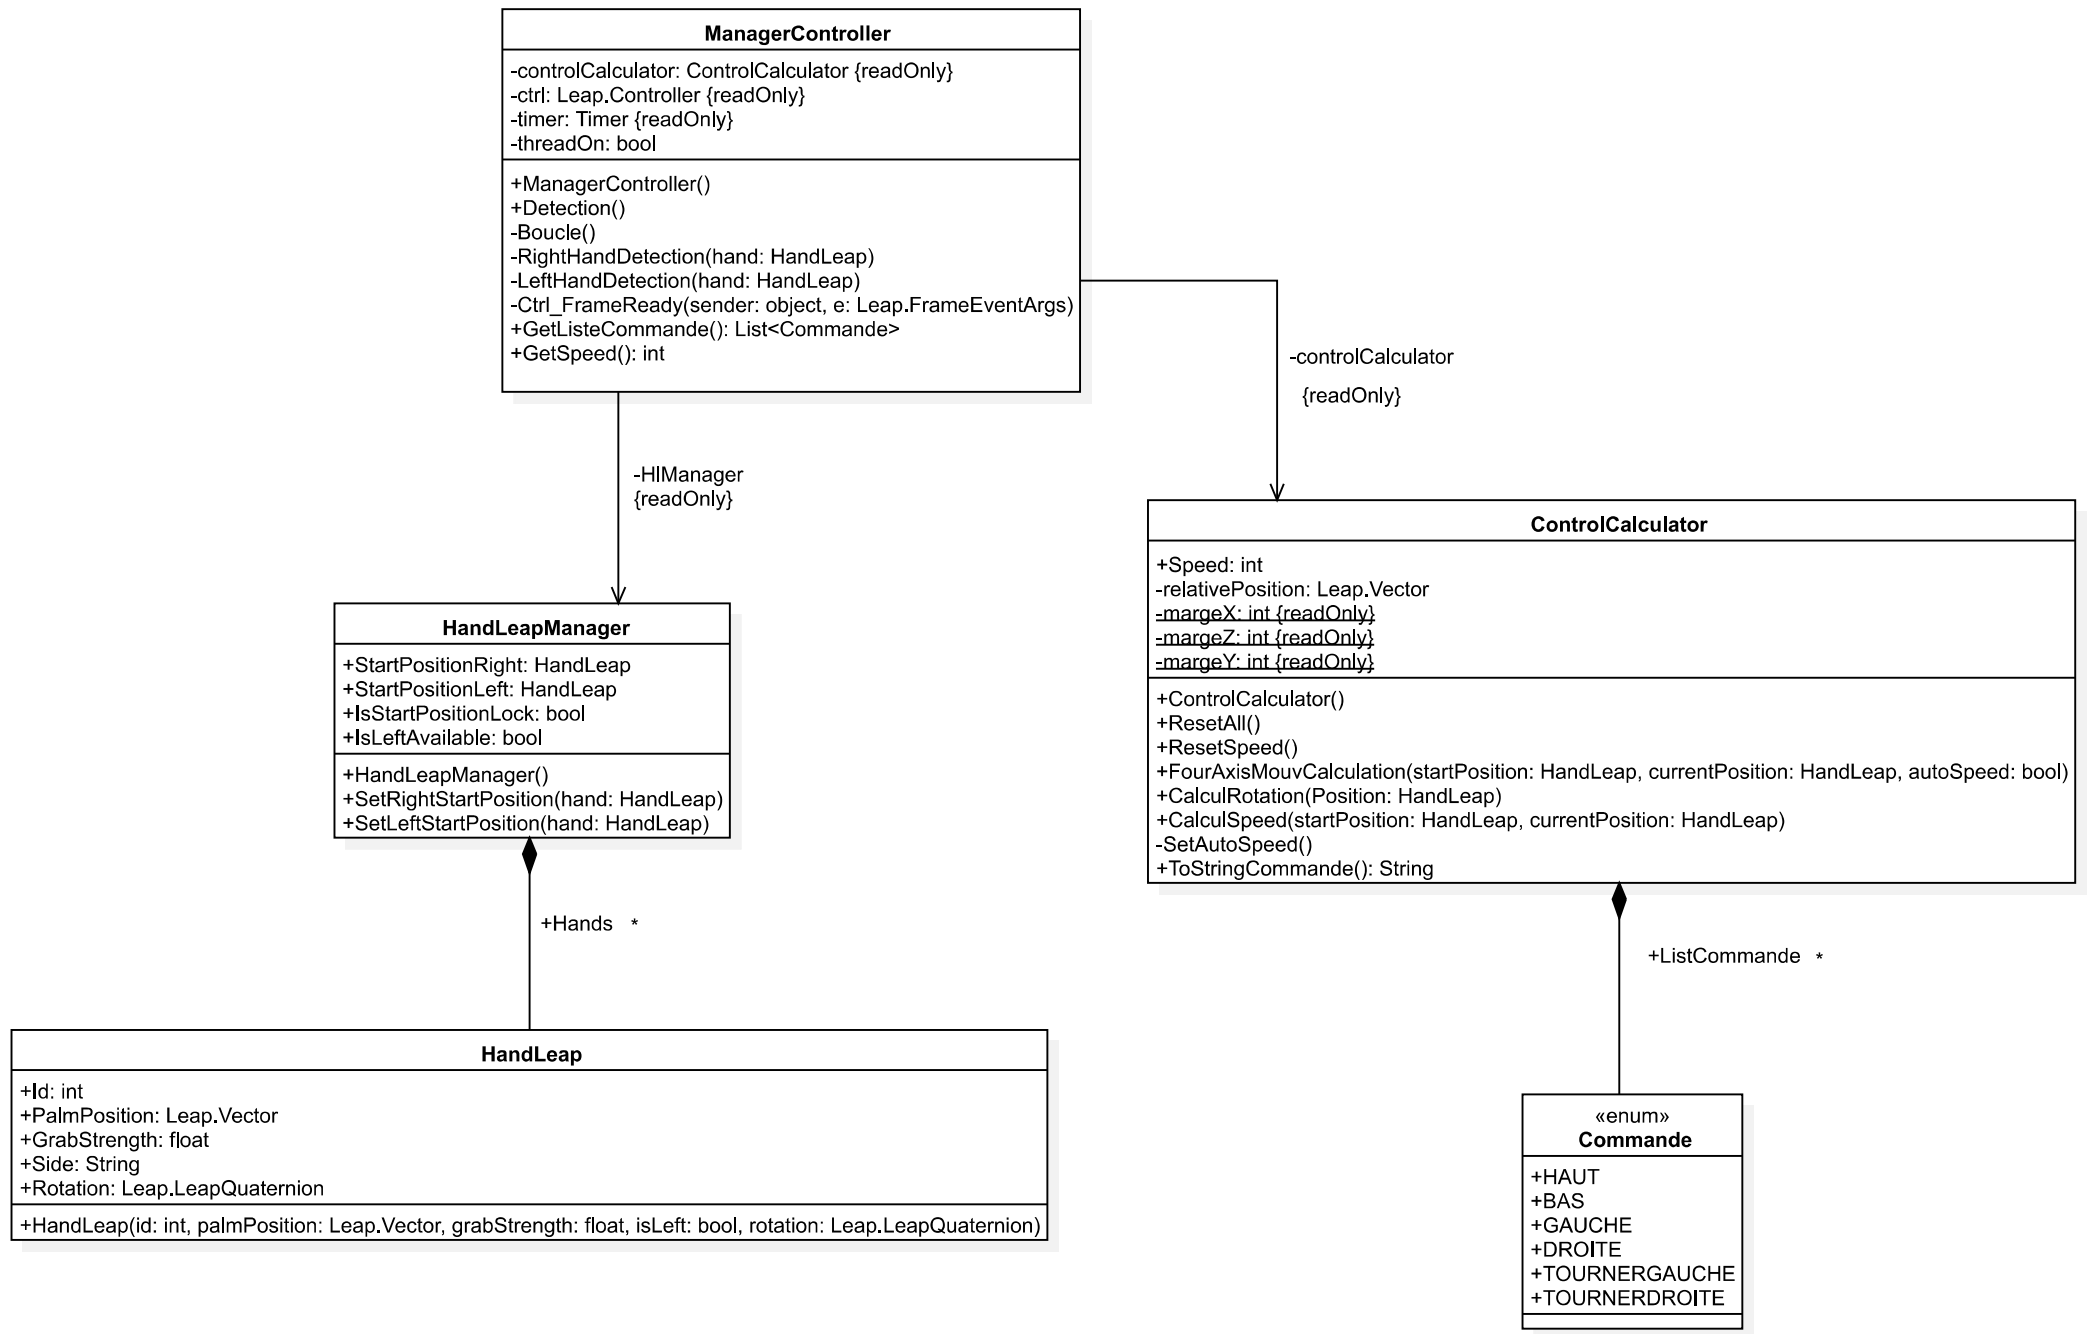 ManagerController
-controlCalculator: ControlCalculator {readOnly}
-ctrl: Leap.Controller {readOnly}
-timer: Timer {readOnly}
-threadOn: bool
+ManagerController()
+Detection()
-Boucle()
-RightHandDetection(hand: HandLeap)
-LeftHandDetection(hand: HandLeap)
-Ctrl_FrameReady(sender: object, e: Leap.FrameEventArgs)
+GetListeCommande(): List<Commande>
+GetSpeed(): int
-controlCalculator
{readOnly}
-HlManager
{readOnly}
ControlCalculator
+Speed: int
-relativePosition: Leap.Vector
-margeX: int {readOnly}
-margeZ: int {readOnly}
-margeY: int {readOnly}
+ControlCalculator()
+ResetAll()
+ResetSpeed()
+FourAxisMouvCalculation(startPosition: HandLeap, currentPosition: HandLeap, autoSpeed: bool)
+CalculRotation(Position: HandLeap)
+CalculSpeed(startPosition: HandLeap, currentPosition: HandLeap)
-SetAutoSpeed()
+ToStringCommande(): String
HandLeapManager
+StartPositionRight: HandLeap
+StartPositionLeft: HandLeap
+IsStartPositionLock: bool
+IsLeftAvailable: bool
+HandLeapManager()
+SetRightStartPosition(hand: HandLeap)
+SetLeftStartPosition(hand: HandLeap)
+Hands *
+ListCommande *
HandLeap
+Id: int
+PalmPosition: Leap.Vector
+GrabStrength: float
+Side: String
+Rotation: Leap.LeapQuaternion
+HandLeap(id: int, palmPosition: Leap.Vector, grabStrength: float, isLeft: bool, rotation: Leap.LeapQuaternion)
«enum»
Commande
+HAUT
+BAS
+GAUCHE
+DROITE
+TOURNERGAUCHE
+TOURNERDROITE